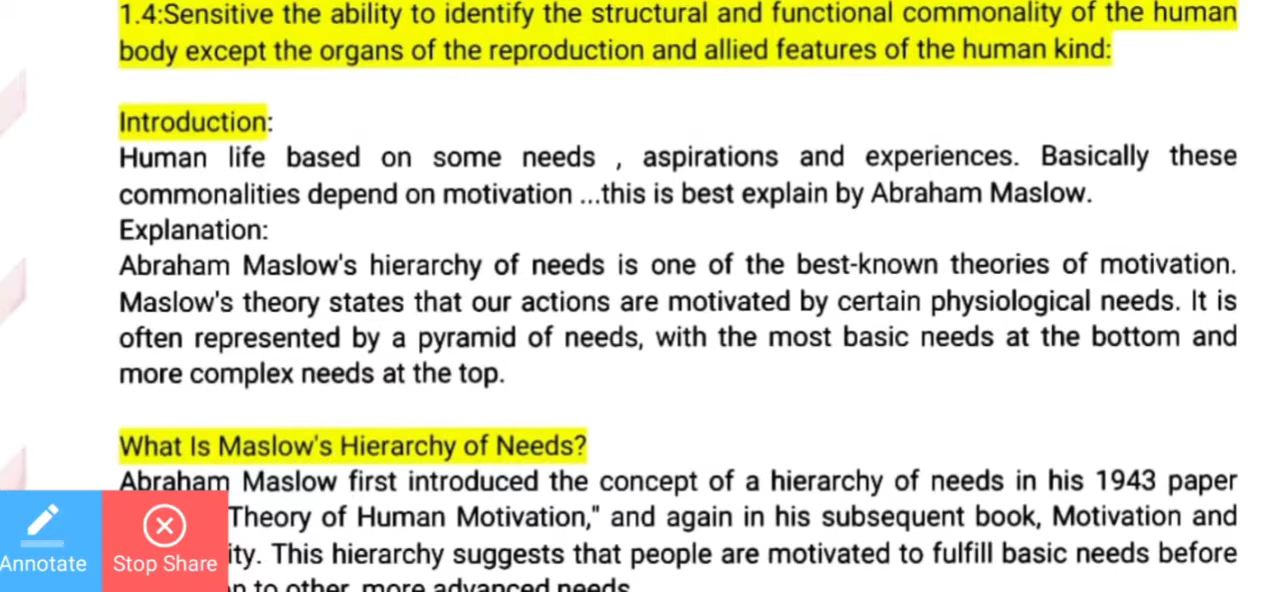 1.4:Sensitive the ability to identify the structural and functional commonality of the human
body except the organs of the reproduction and allied features of the human kind:
Introduction:
Human life based on some needs , aspirations and experiences. Basically these
commonalities depend on motivation ...this is best explain by Abraham Maslow.
Explanation:
Abraham Maslow's hierarchy of needs is one of the best-known theories of motivation.
Maslow's theory states that our actions are motivated by certain physiological needs. It is
often represented by a pyramid of needs, with the most basic needs at the bottom and
more complex needs at the top.
What Is Maslow's Hierarchy of Needs?
Abraham Maslow first introduced the concept of a hierarchy of needs in his 1943 paper
Theory of Human Motivation," and again in his subsequent book, Motivation and
ity. This hierarchy suggests that people are motivated to fulfill basic needs before
to other, more advanced needs
Annotate
Stop Share